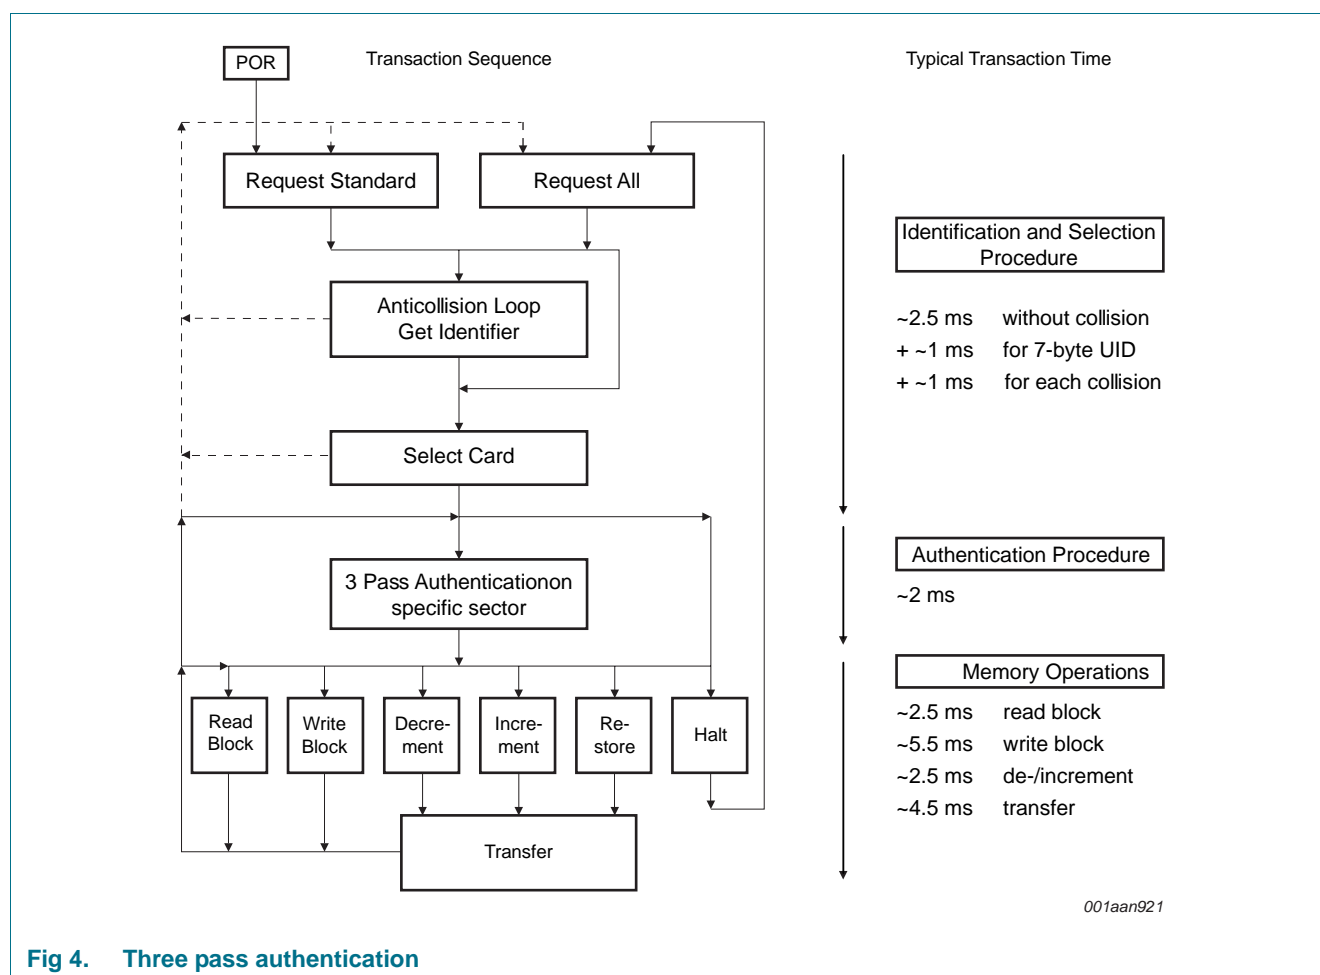 POR
Transaction Sequence
Typical Transaction Time
Request Standard
Request All
Identification and Selection
Procedure
Anticollision Loop
Get Identifier
~2.5 ms without collision
+ ~1 ms for 7-byte UID
+ ~1 ms for each collision
Select Card
Authentication Procedure
3 Pass Authenticationon
specific sector
~2 ms
Memory Operations
Read
Block
Write
Block
Decre-
ment
Incre-
ment
Re-
store
Halt
~2.5 ms read block
~5.5 ms write block
~2.5 ms de-/increment
~4.5 ms transfer
Transfer
001aan921
Fig 4. Three pass authentication